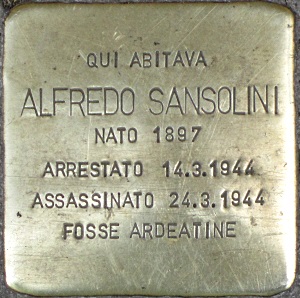 QUI ABITAVA
ALFREDO SANSOLINI
NATO 1897
ARRESTATO 14.3.1944
ASSASSINATO 24.3.1944
FOSSE ARDEATINE